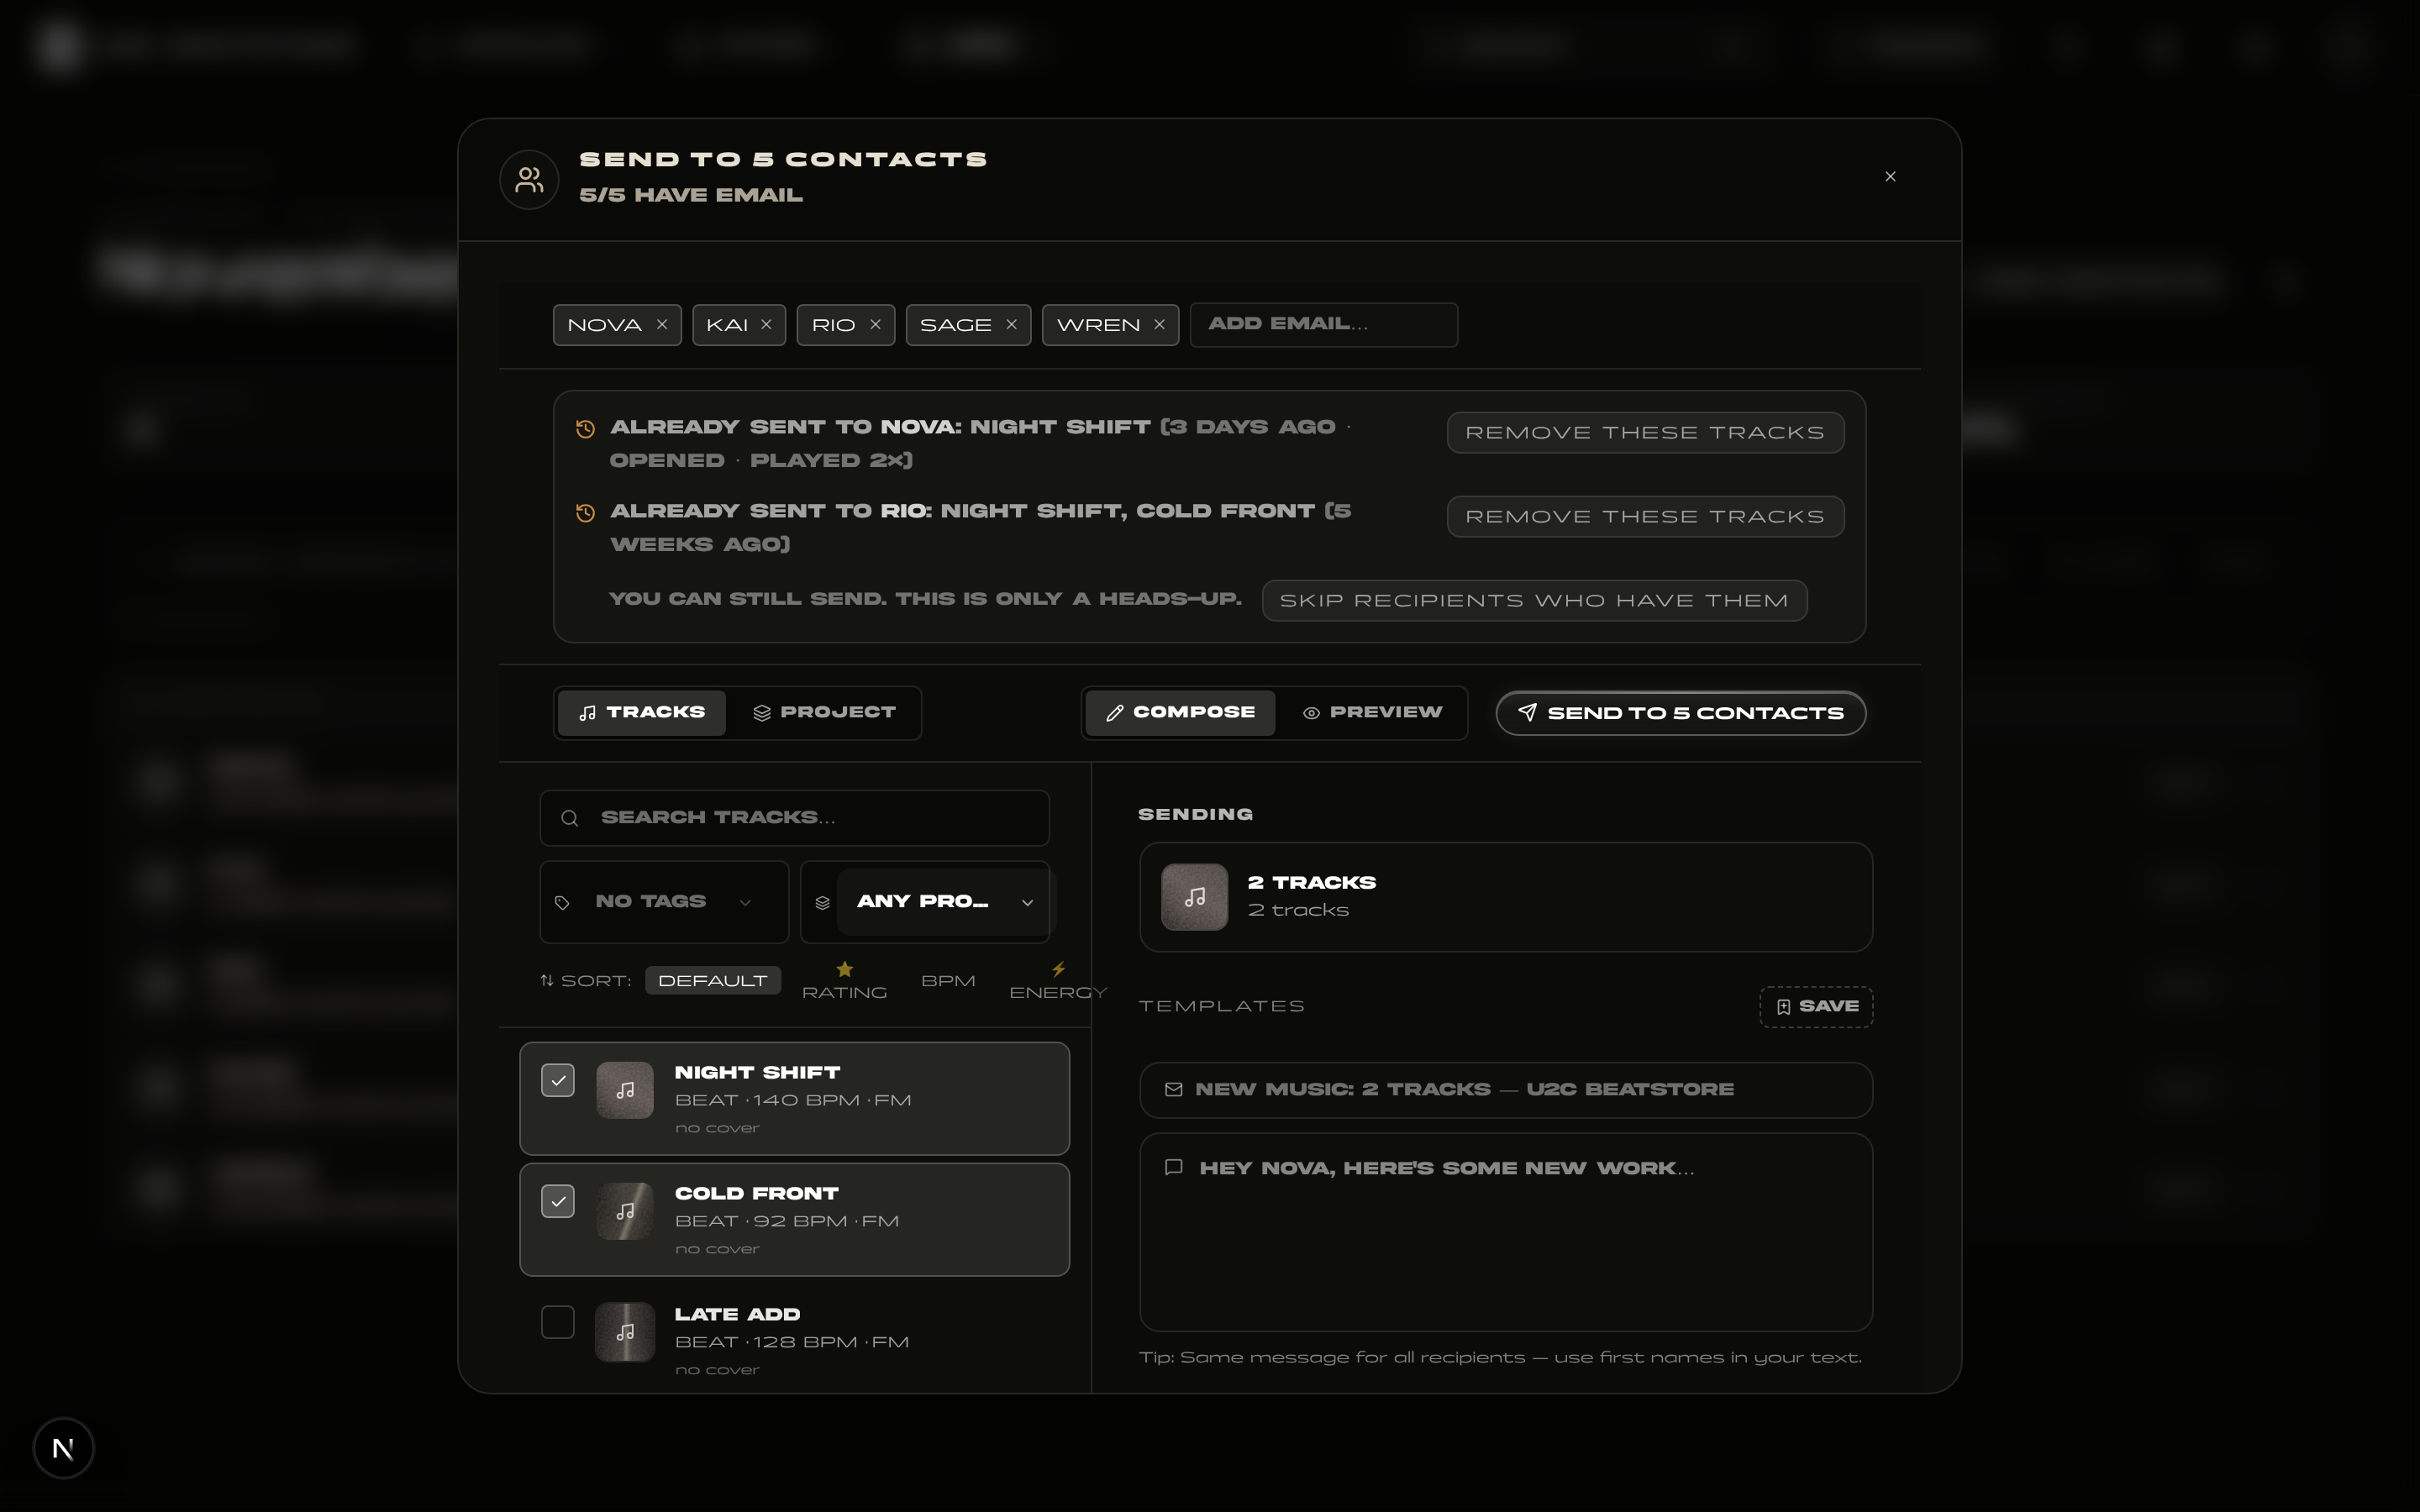 SEND TO 5 CONTACTS
5/5 HAVE EMAIL
NOVA
KAI
RIO
SAGE
WREN
ADD EMAIL...
ALREADY SENT TO NOVA: NIGHT SHIFT (3 DAYS AGO ·
OPENED · PLAYED 2×)
REMOVE THESE TRACKS
ALREADY SENT TO RIO: NIGHT SHIFT, COLD FRONT (5
WEEKS AGO)
REMOVE THESE TRACKS
YOU CAN STILL SEND. THIS IS ONLY A HEADS-UP.
SKIP RECIPIENTS WHO HAVE THEM
TRACKS
PROJECT
COMPOSE
PREVIEW
SEND TO 5 CONTACTS
SEARCH TRACKS...
NO TAGS
ANY PRO...
SORT:
DEFAULT
RATING
BPM
ENERGY
NIGHT SHIFT
BEAT · 140 BPM · FM
no cover
COLD FRONT
BEAT · 92 BPM · FM
no cover
LATE ADD
BEAT · 128 BPM · FM
no cover
SENDING
2 TRACKS
2 tracks
TEMPLATES
SAVE
NEW MUSIC: 2 TRACKS — U2C BEATSTORE
HEY NOVA, HERE'S SOME NEW WORK...
Tip: Same message for all recipients — use first names in your text.
N